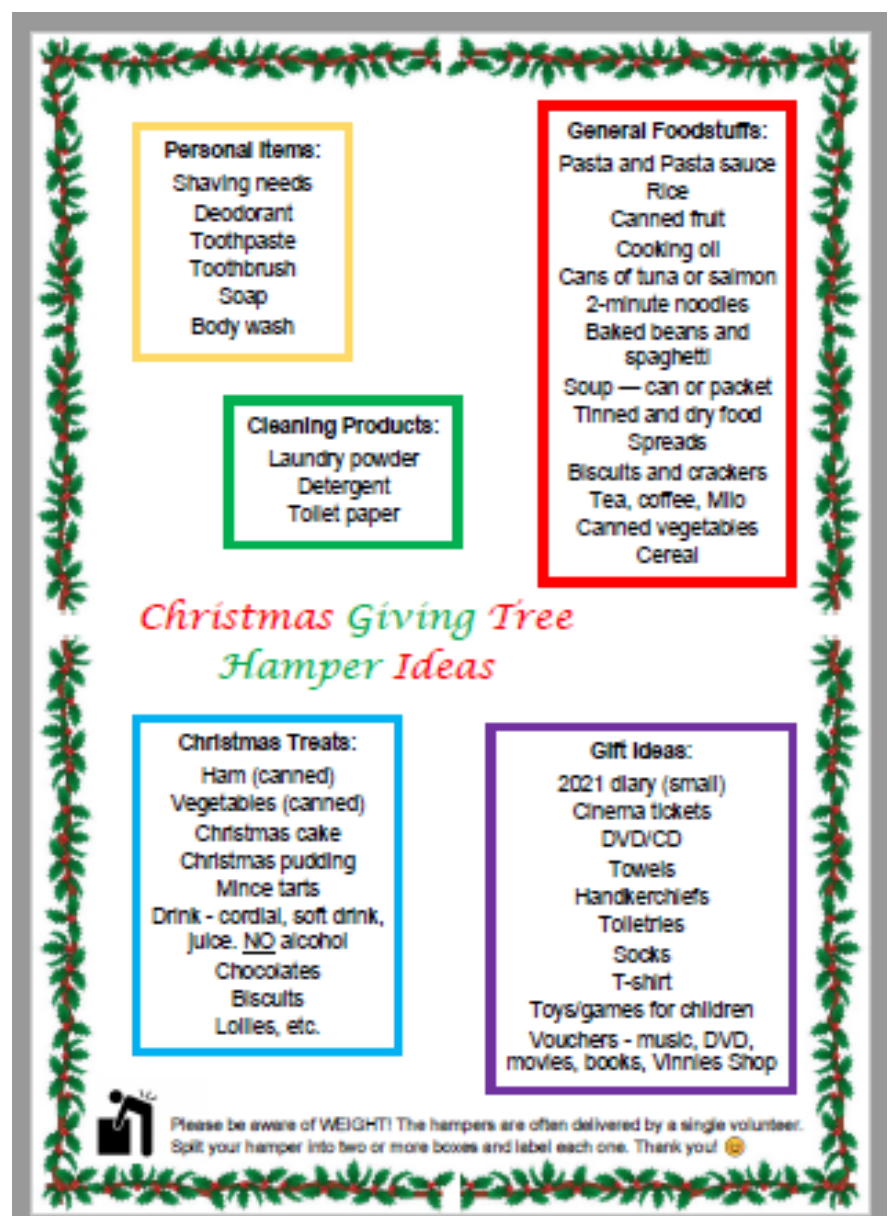 Personal Items:
Shaving needs
Deodorant
Toothpaste
Toothbrush
Soap
Body wash
General Foodstuffs:
Pasta and Pasta sauce
Rice
Canned fruit
Cooking oil
Cans of tuna or salmon
2-minute noodles
Baked beans and
spaghetti
Soup — can or packet
Tinned and dry food
Spreads
Biscuits and crackers
Tea, coffee, Milo
Canned vegetables
Cereal
Cleaning Products:
Laundry powder
Detergent
Toilet paper
Christmas Giving Tree
Hamper Ideas
Christmas Treats:
Ham (canned)
Vegetables (canned)
Christmas cake
Christmas pudding
Mince tarts
Drink - cordial, soft drink,
juice. NO alcohol
Chocolates
Biscuits
Lollies, etc.
Gift Ideas:
2021 diary (small)
Cinema tickets
DVD/CD
Towels
Handkerchiefs
Toiletries
Socks
T-shirt
Toys/games for children
Vouchers - music, DVD,
movies, books, Vinnies Shop
Please be aware of WEIGHT! The hampers are often delivered by a single volunteer.
Split your hamper into two or more boxes and label each one. Thank you! 😊